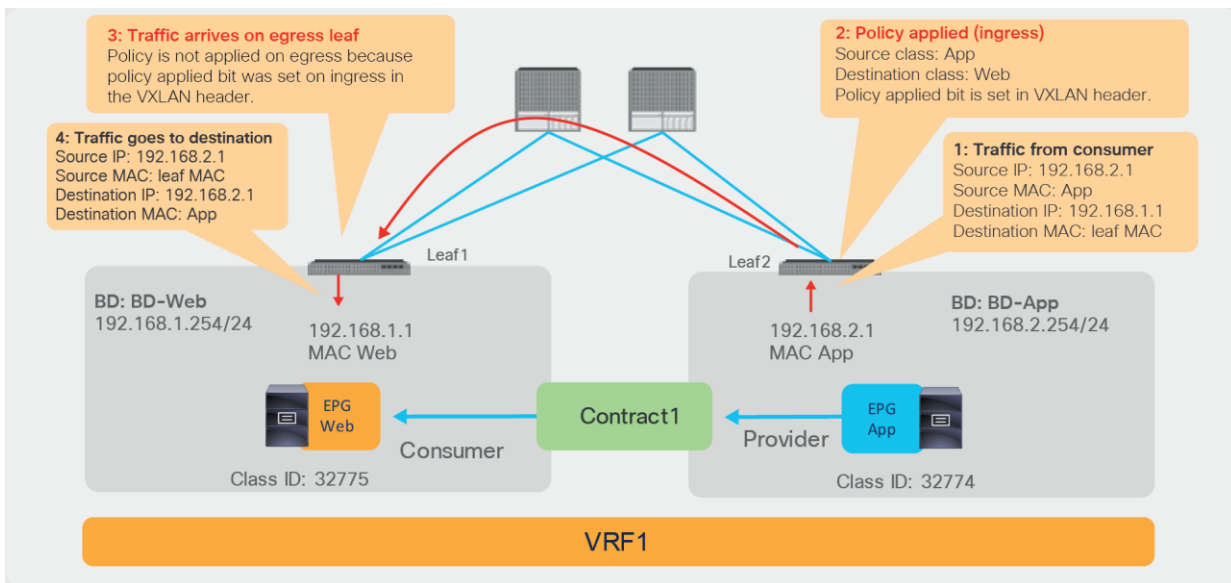 3: Traffic arrives on egress leaf
Policy is not applied on egress because
policy applied bit was set on ingress in
the VXLAN header.
2: Policy applied (ingress)
Source class: App
Destination class: Web
Policy applied bit is set in VXLAN header.
4: Traffic goes to destination
Source IP: 192.168.2.1
Source MAC: leaf MAC
Destination IP: 192.168.2.1
Destination MAC: App
1: Traffic from consumer
Source IP: 192.168.2.1
Source MAC: App
Destination IP: 192.168.1.1
Destination MAC: leaf MAC
Leaf1
Leaf2
BD: BD-Web
192.168.1.254/24
192.168.1.1
MAC Web
192.168.2.1
MAC App
BD: BD-App
192.168.2.254/24
EPG
Web
Consumer
Contract1
Provider
EPG
App
Class ID: 32775
Class ID: 32774
VRF1